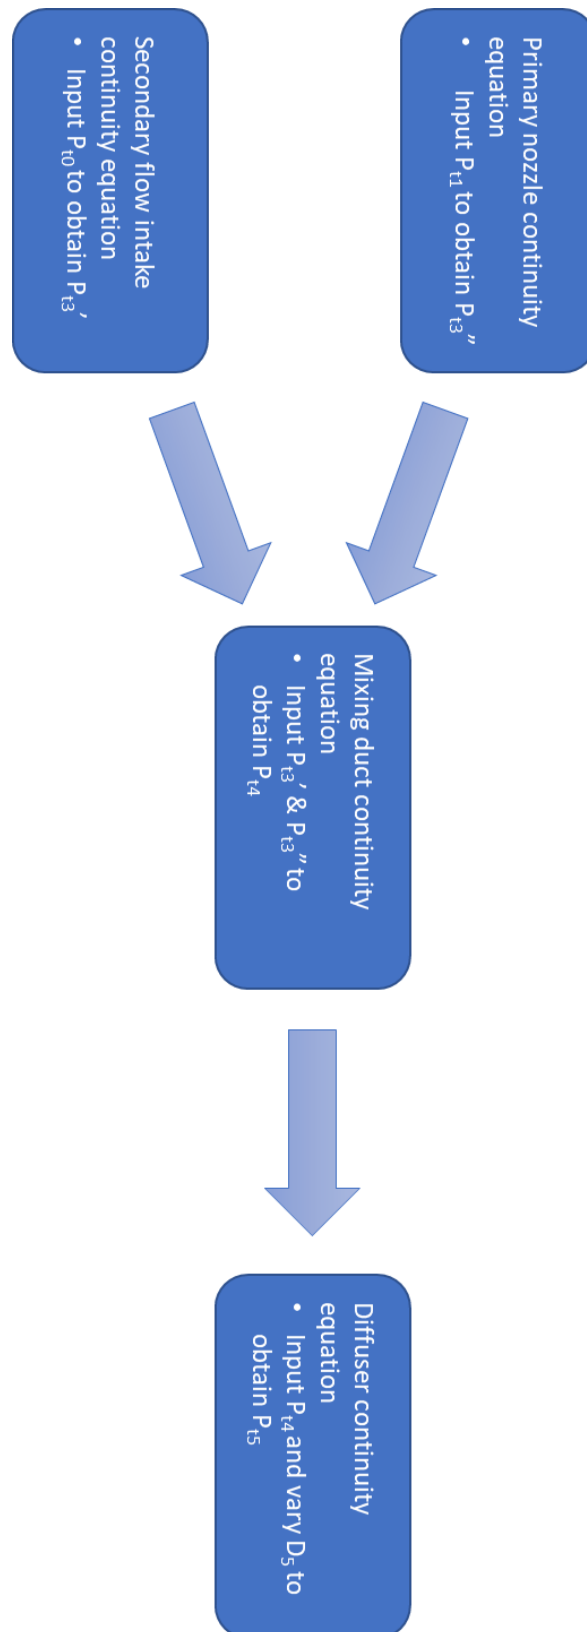 Primary nozzle continuity
equation
• Input Pt1 to obtain Pt3”
Secondary flow intake
continuity equation
• Input Pt0 to obtain Pt3’
Mixing duct continuity
equation
• Input Pt3’ & Pt3” to
obtain Pt4
Diffuser continuity
equation
• Input Pt4 and vary D5 to
obtain Pt5